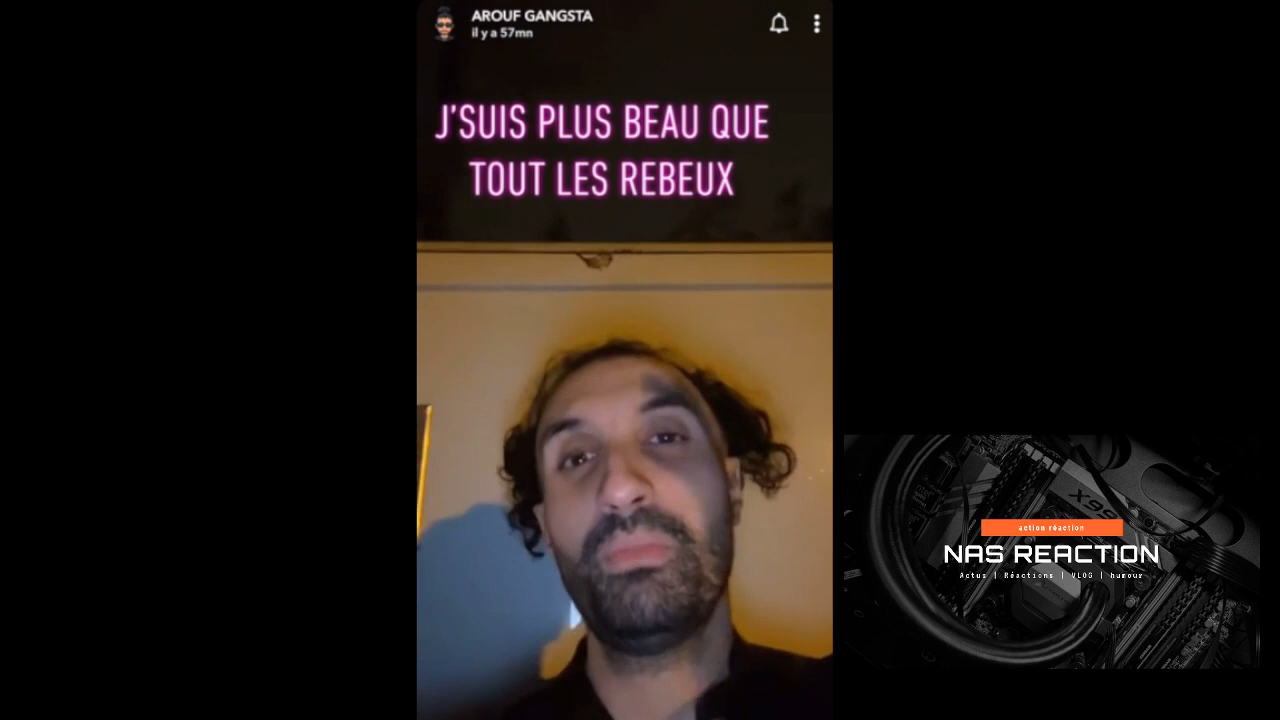 AROUF GANGSTA
il y a 57mn
J'SUIS PLUS BEAU QUE
TOUT LES REBEUX
X99
action réaction
NAS REACTION
Actus | Réactions | VLOG | humour